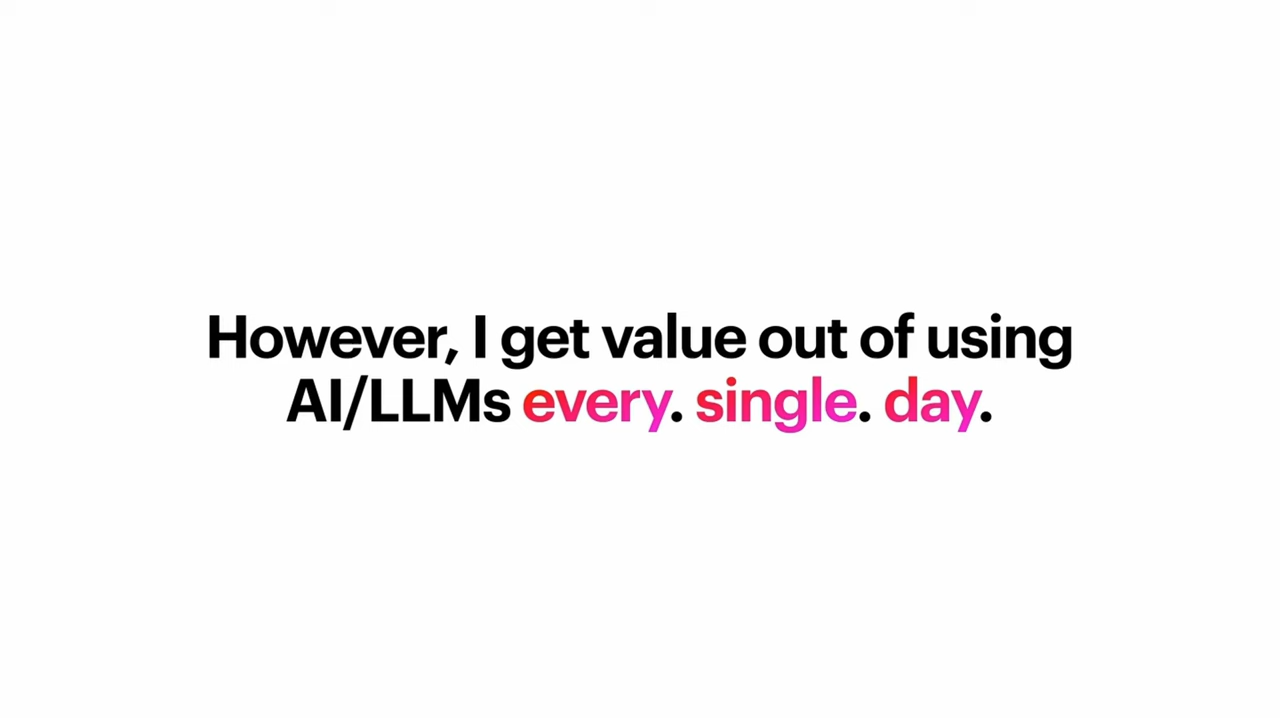 However, I get value out of using
AI/LLMs every. single. day.